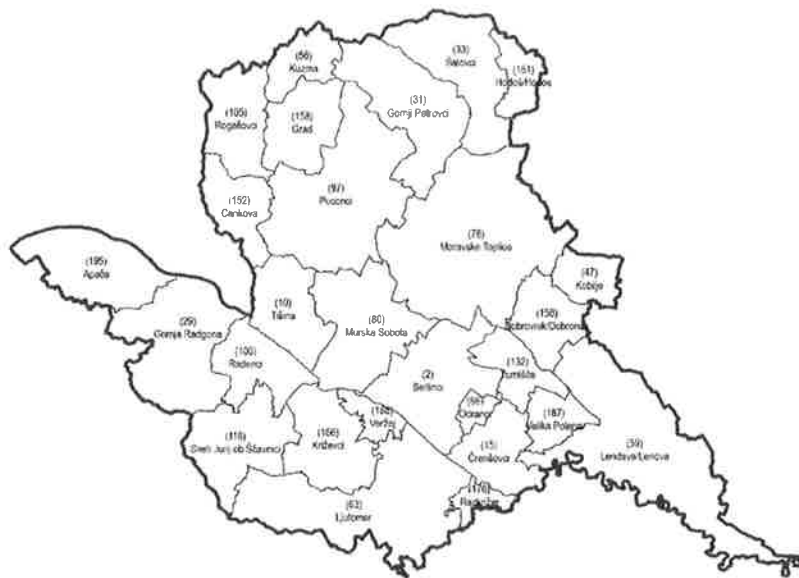 (56)
Kuzma
(33)
Šalovci
(161)
Hodoš/Hodos
(31)
Gornji Petrovci
(105)
Rogašovci
(158)
Grad
(97)
Puconci
(152)
Cankova
(78)
Moravske Toplice
(195)
Apače
(47)
Kobilje
(10)
Tišina
(80)
Murska Sobota
(29)
Gornja Radgona
Dobrovnik/Dobronak
(100)
Radenci
(132)
Turnišče
(2)
Beltinci
(187)
Velika Polana
Odranci
Veržej
(166)
Križevci
(116)
Sveti Jurij ob Ščavnici
(15)
Črenšovci
(59)
Lendava/Lendva
(176)
Razkrižje
(63)
Ljutomer